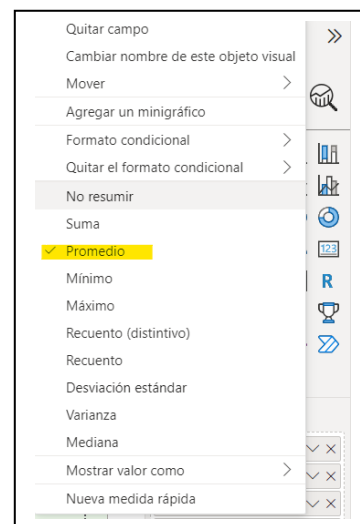 Quitar campo
Cambiar nombre de este objeto visual
Mover
Agregar un minigráfico
Formato condicional
Quitar el formato condicional
No resumir
Suma
Promedio
Mínimo
Máximo
Recuento (distintivo)
Recuento
Desviación estándar
Varianza
Mediana
Mostrar valor como
Nueva medida rápida
123
R